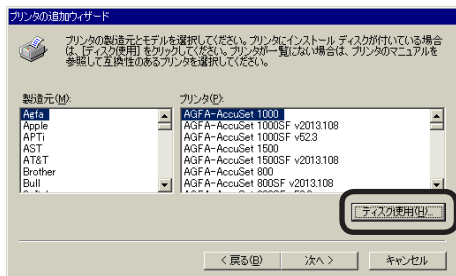 プリンタの追加ウィザード
プリンタの製造元とモデルを選択してください。プリンタにインストール ディスクが付いている場合
は、[ディスク使用] をクリックしてください。プリンタが一覧にない場合は、プリンタのマニュアルを
参照して互換性のあるプリンタを選択してください。
製造元(M):
Agfa
Apple
APTi
AST
AT&T
Brother
Bull
プリンタ(P):
AGFA-AccuSet 1000
AGFA-AccuSet 1000SF v2013.108
AGFA-AccuSet 1000SF v52.3
AGFA-AccuSet 1500
AGFA-AccuSet 1500SF v2013.108
AGFA-AccuSet 800
AGFA-AccuSet 800SF v2013.108
ディスク使用(H)...
< 戻る(B)
次へ >
キャンセル